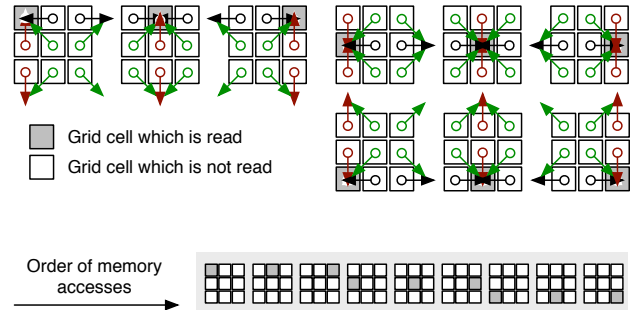 Grid cell which is read
Grid cell which is not read
Order of memory
accesses